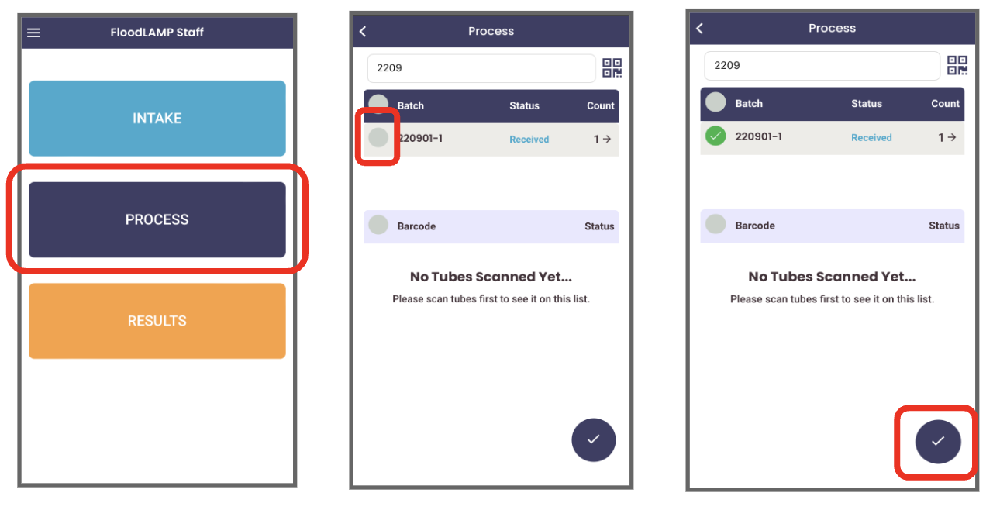 FloodLAMP Staff
INTAKE
PROCESS
RESULTS
Process
2209
Batch Status Count
220901-1 Received 1
Barcode Status
No Tubes Scanned Yet...
Please scan tubes first to see it on this list.
Process
2209
Batch Status Count
220901-1 Received 1
Barcode Status
No Tubes Scanned Yet...
Please scan tubes first to see it on this list.